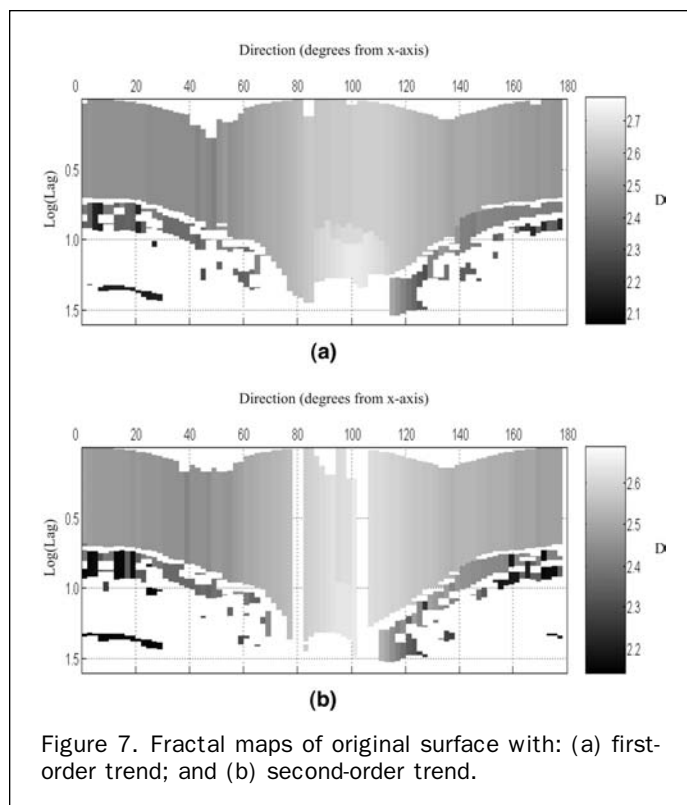 Direction (degrees from x-axis)
0 20 40 60 80 100 120 140 160 180
Log(Lag)
0.5
1.0
1.5
2.7
2.6
2.5
2.4
2.3
2.2
2.1
D
(a)
Direction (degrees from x-axis)
0 20 40 60 80 100 120 140 160 180
Log(Lag)
0.5
1.0
1.5
2.6
2.5
2.4
2.3
2.2
D
(b)
Figure 7. Fractal maps of original surface with: (a) first-
order trend; and (b) second-order trend.